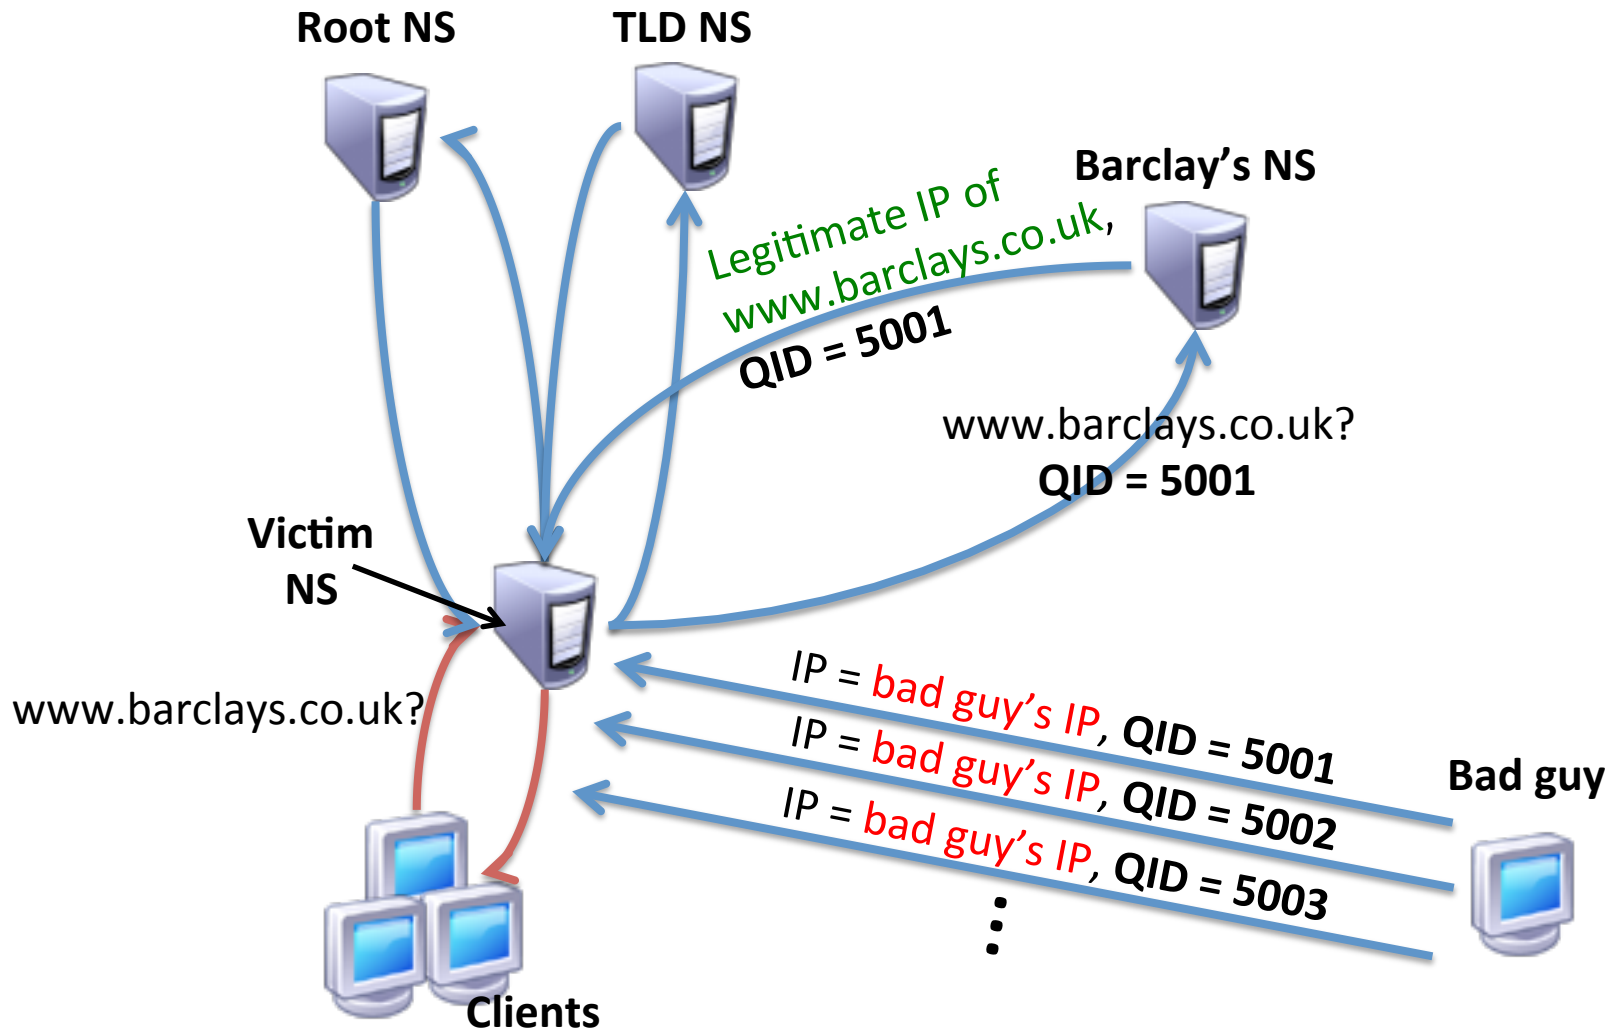 Root NS
TLD NS
Barclay’s NS
Legitimate IP of
www.barclays.co.uk,
QID = 5001
www.barclays.co.uk?
QID = 5001
Victim
NS
www.barclays.co.uk?
IP = bad guy’s IP, QID = 5001
IP = bad guy’s IP, QID = 5002
IP = bad guy’s IP, QID = 5003
...
Bad guy
Clients